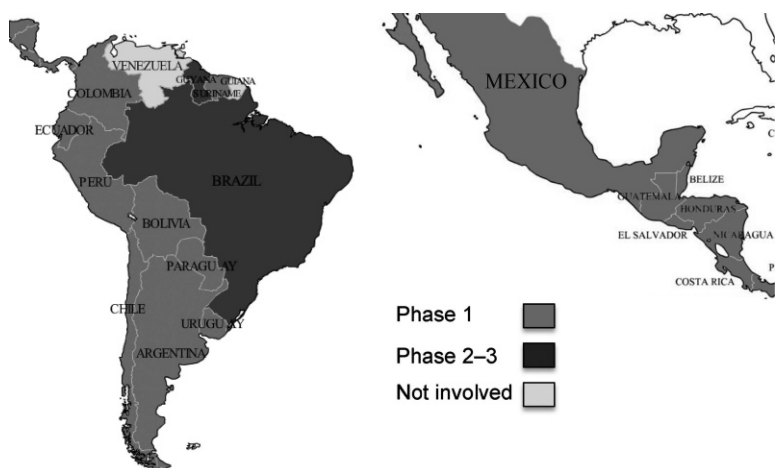 VENEZUELA
GUYANA
GUIANA
SURINAME
COLOMBIA
ECUADOR
PERU
BRAZIL
BOLIVIA
PARAGUAY
CHILE
URUGUAY
ARGENTINA
MEXICO
BELIZE
GUATEMALA
HONDURAS
EL SALVADOR
NICARAGUA
COSTA RICA
C
P
Phase 1
Phase 2–3
Not involved